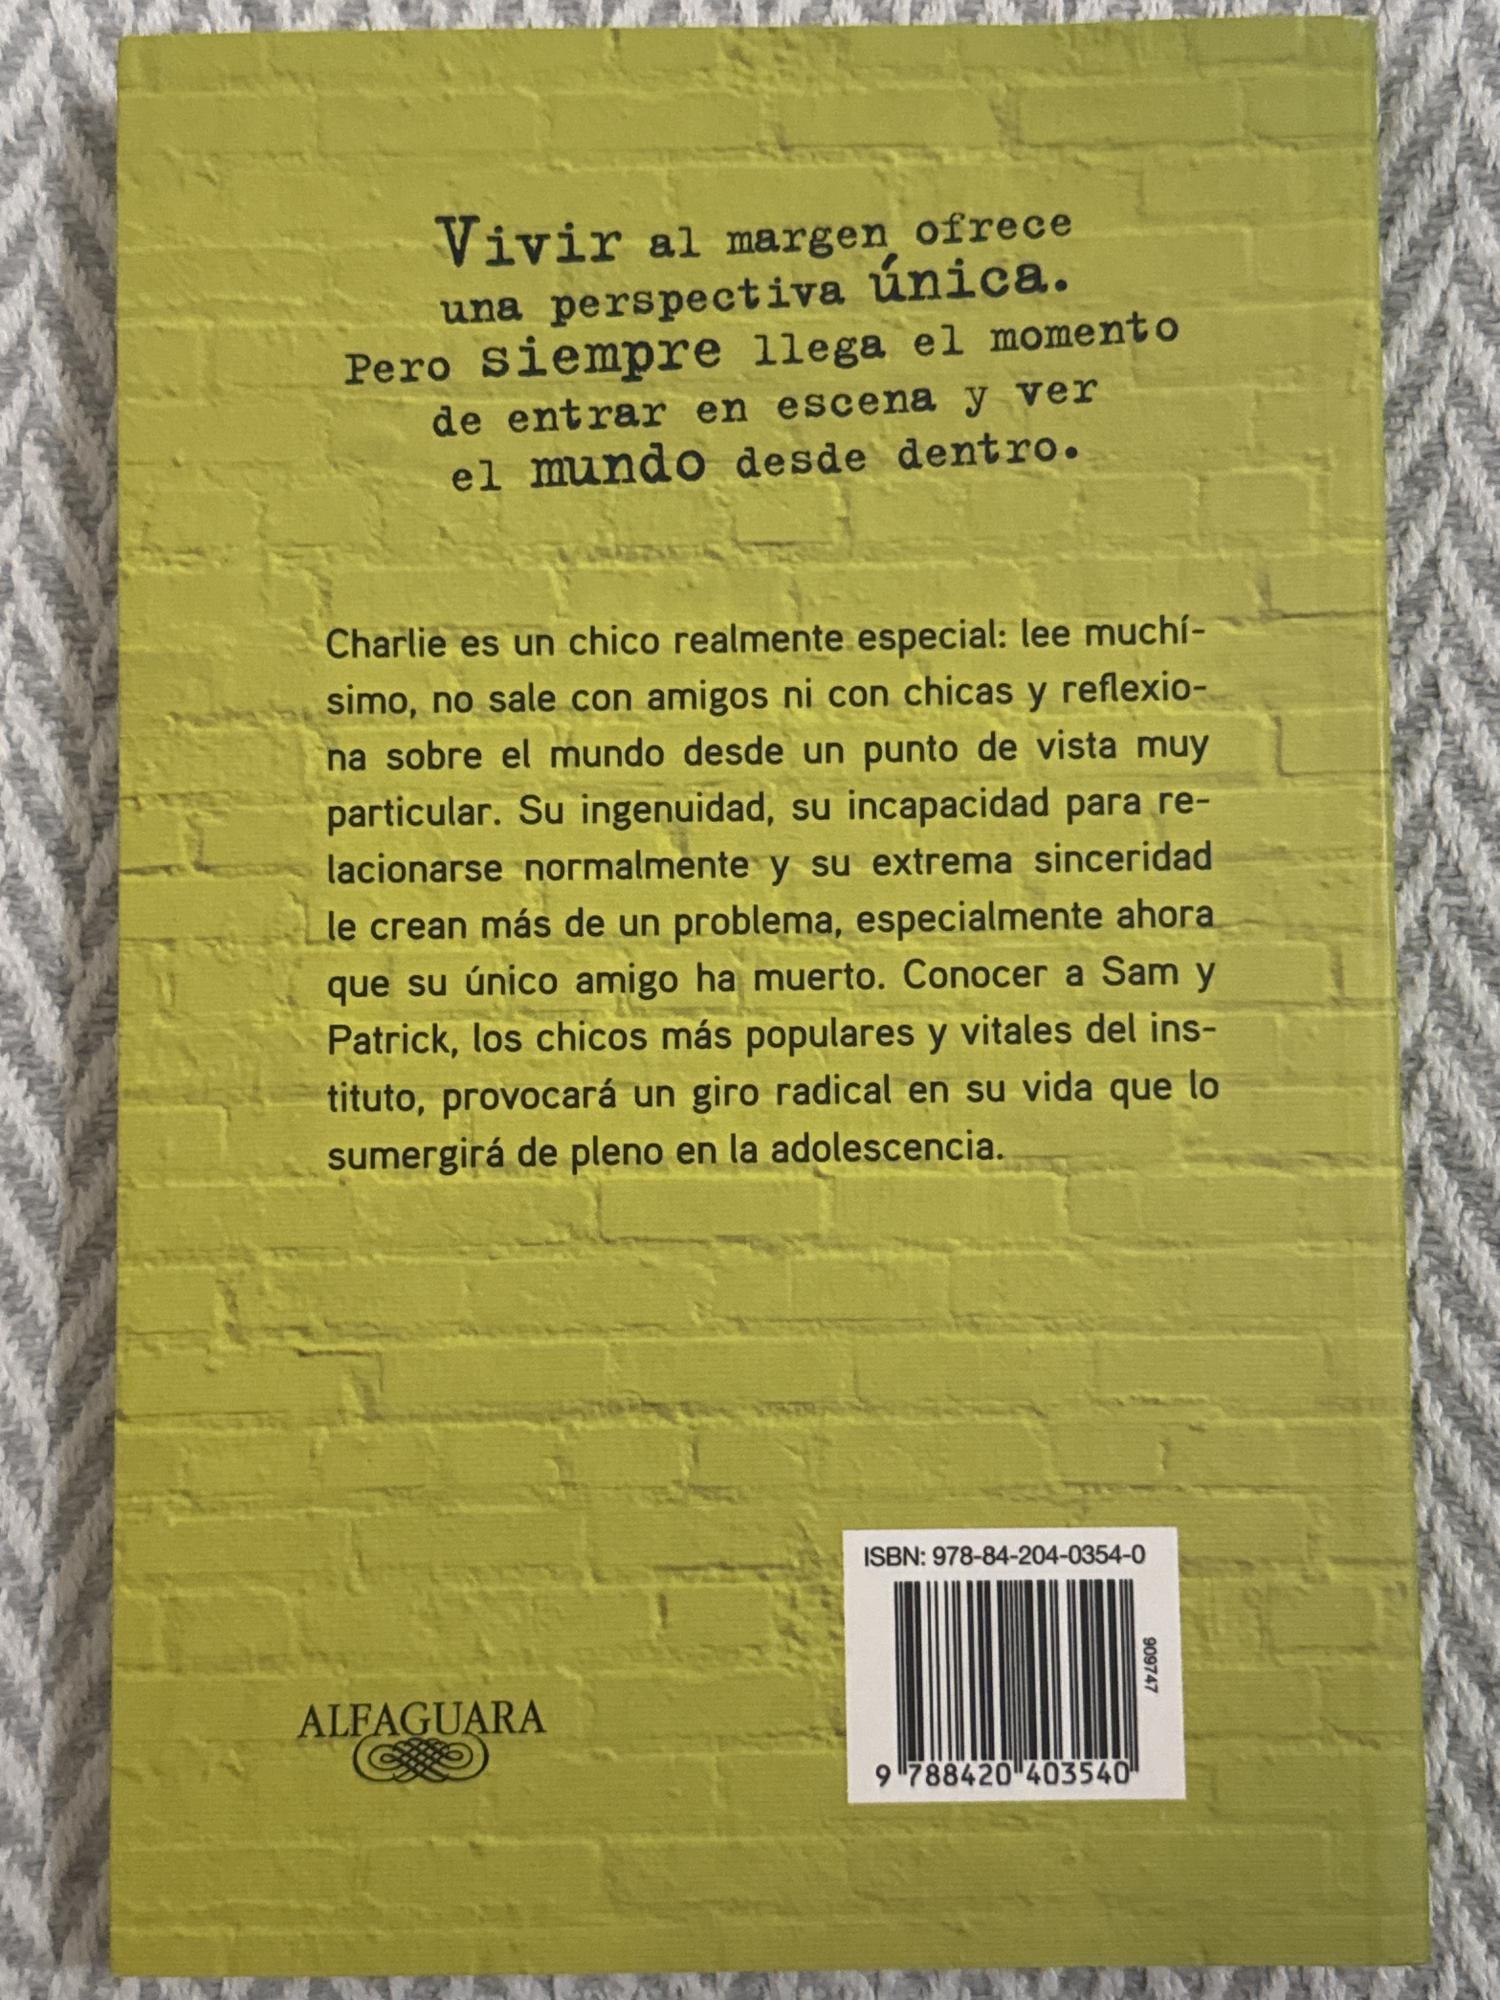 Vivir al margen ofrece
una perspectiva única.
Pero siempre llega el momento
de entrar en escena y ver
el mundo desde dentro.
Charlie es un chico realmente especial: lee muchí-
simo, no sale con amigos ni con chicas y reflexio-
na sobre el mundo desde un punto de vista muy
particular. Su ingenuidad, su incapacidad para re-
lacionarse normalmente y su extrema sinceridad
le crean más de un problema, especialmente ahora
que su único amigo ha muerto. Conocer a Sam y
Patrick, los chicos más populares y vitales del ins-
tituto, provocará un giro radical en su vida que lo
sumergirá de pleno en la adolescencia.
ISBN: 978-84-204-0354-0
909747
9 788420 403540
ALFAGUARA